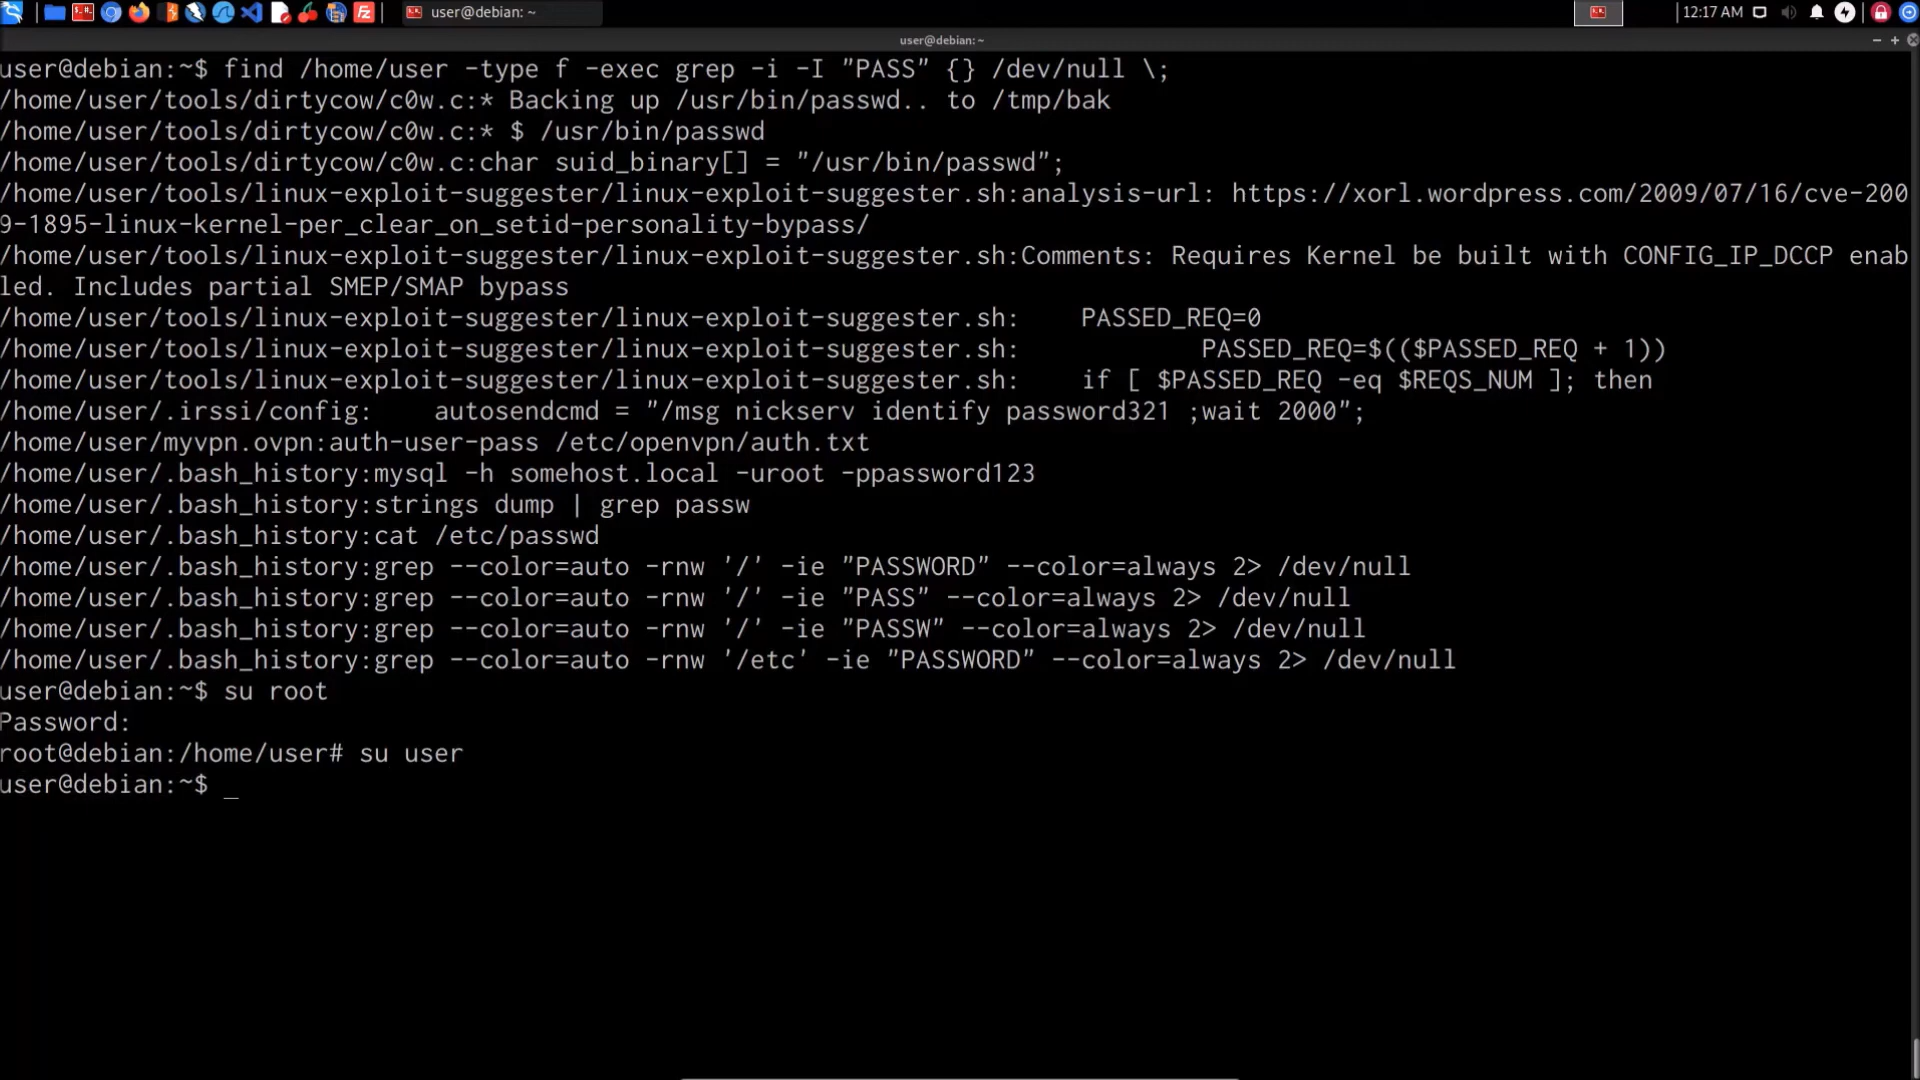 user@debian: ~
12:17 AM
user@debian:~
user@debian:~$ find /home/user -type f -exec grep -i -I "PASS" {} /dev/null \;
/home/user/tools/dirtycow/c0w.c:* Backing up /usr/bin/passwd.. to /tmp/bak
/home/user/tools/dirtycow/c0w.c:* $ /usr/bin/passwd
/home/user/tools/dirtycow/c0w.c:char suid_binary[] = "/usr/bin/passwd";
/home/user/tools/linux-exploit-suggester/linux-exploit-suggester.sh:analysis-url: https://xorl.wordpress.com/2009/07/16/cve-200
9-1895-linux-kernel-per_clear_on_setid-personality-bypass/
/home/user/tools/linux-exploit-suggester/linux-exploit-suggester.sh:Comments: Requires Kernel be built with CONFIG_IP_DCCP enab
led. Includes partial SMEP/SMAP bypass
/home/user/tools/linux-exploit-suggester/linux-exploit-suggester.sh:    PASSED_REQ=0
/home/user/tools/linux-exploit-suggester/linux-exploit-suggester.sh:            PASSED_REQ=$(($PASSED_REQ + 1))
/home/user/tools/linux-exploit-suggester/linux-exploit-suggester.sh:    if [ $PASSED_REQ -eq $REQS_NUM ]; then
/home/user/.irssi/config:    autosendcmd = "/msg nickserv identify password321 ;wait 2000";
/home/user/myvpn.ovpn:auth-user-pass /etc/openvpn/auth.txt
/home/user/.bash_history:mysql -h somehost.local -uroot -ppassword123
/home/user/.bash_history:strings dump | grep passw
/home/user/.bash_history:cat /etc/passwd
/home/user/.bash_history:grep --color=auto -rnw '/' -ie "PASSWORD" --color=always 2> /dev/null
/home/user/.bash_history:grep --color=auto -rnw '/' -ie "PASS" --color=always 2> /dev/null
/home/user/.bash_history:grep --color=auto -rnw '/' -ie "PASSW" --color=always 2> /dev/null
/home/user/.bash_history:grep --color=auto -rnw '/etc' -ie "PASSWORD" --color=always 2> /dev/null
user@debian:~$ su root
Password:
root@debian:/home/user# su user
user@debian:~$ _